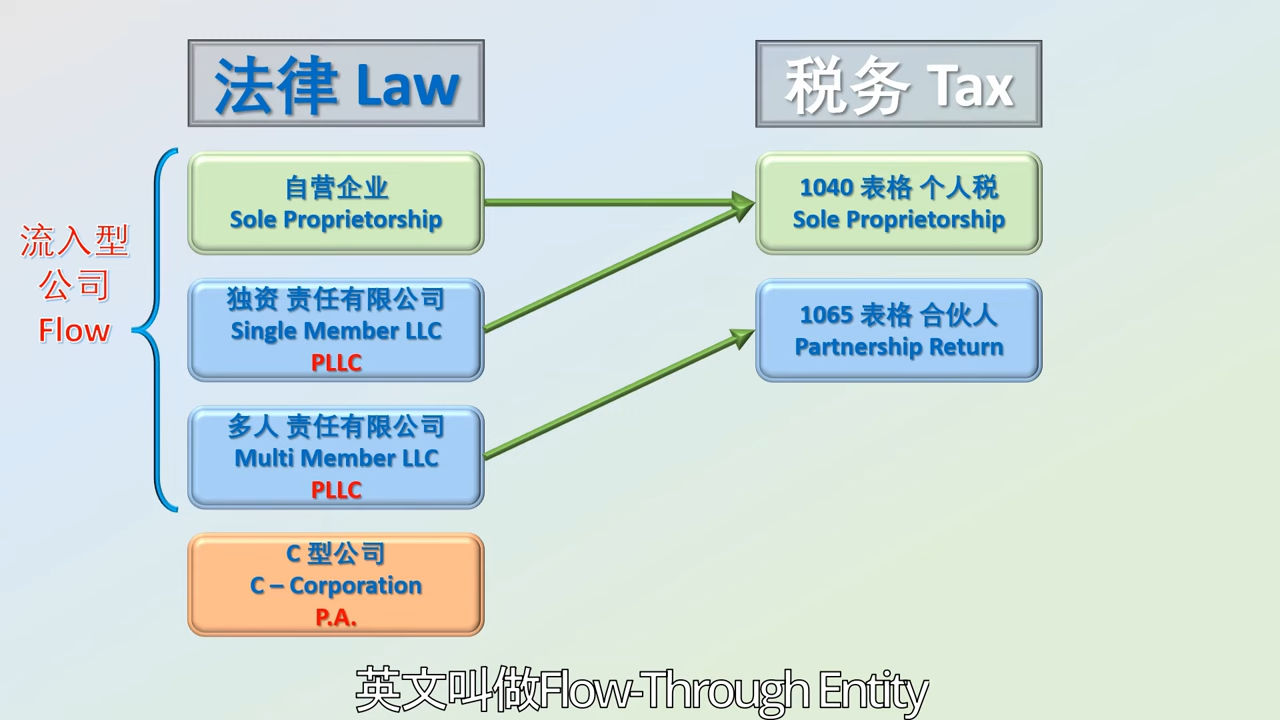 法律 Law
税务 Tax
流入型
公司
Flow
自营企业
Sole Proprietorship
1040 表格 个人税
Sole Proprietorship
独资 责任有限公司
Single Member LLC
PLLC
1065 表格 合伙人
Partnership Return
多人 责任有限公司
Multi Member LLC
PLLC
C 型公司
C – Corporation
P.A.
英文叫做Flow-Through Entity